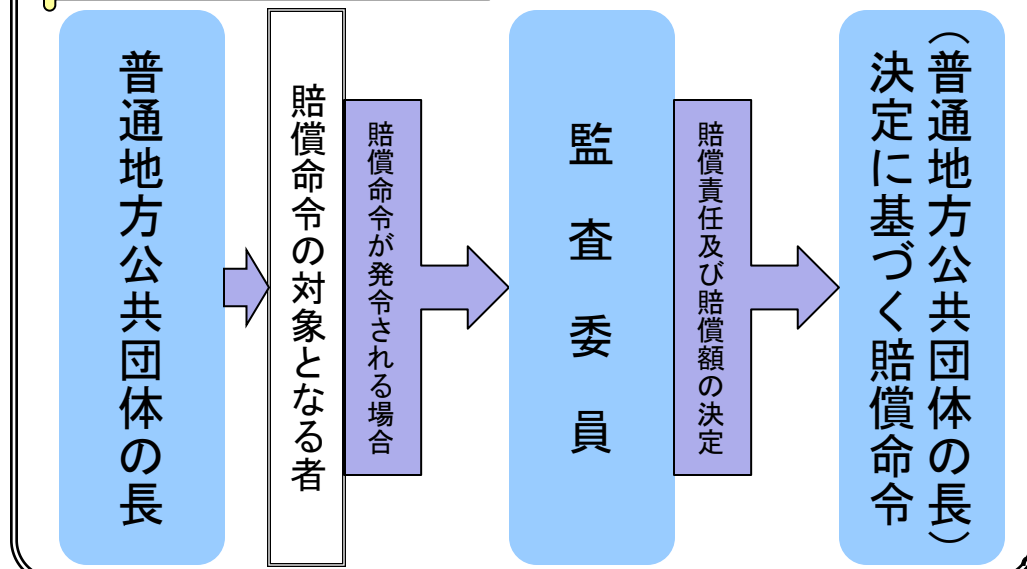 普通地方公共団体の長
賠償命令の対象となる者
賠償命令が発令される場合
監査委員
賠償責任及び賠償額の決定
（普通地方公共団体の長）
決定に基づく賠償命令